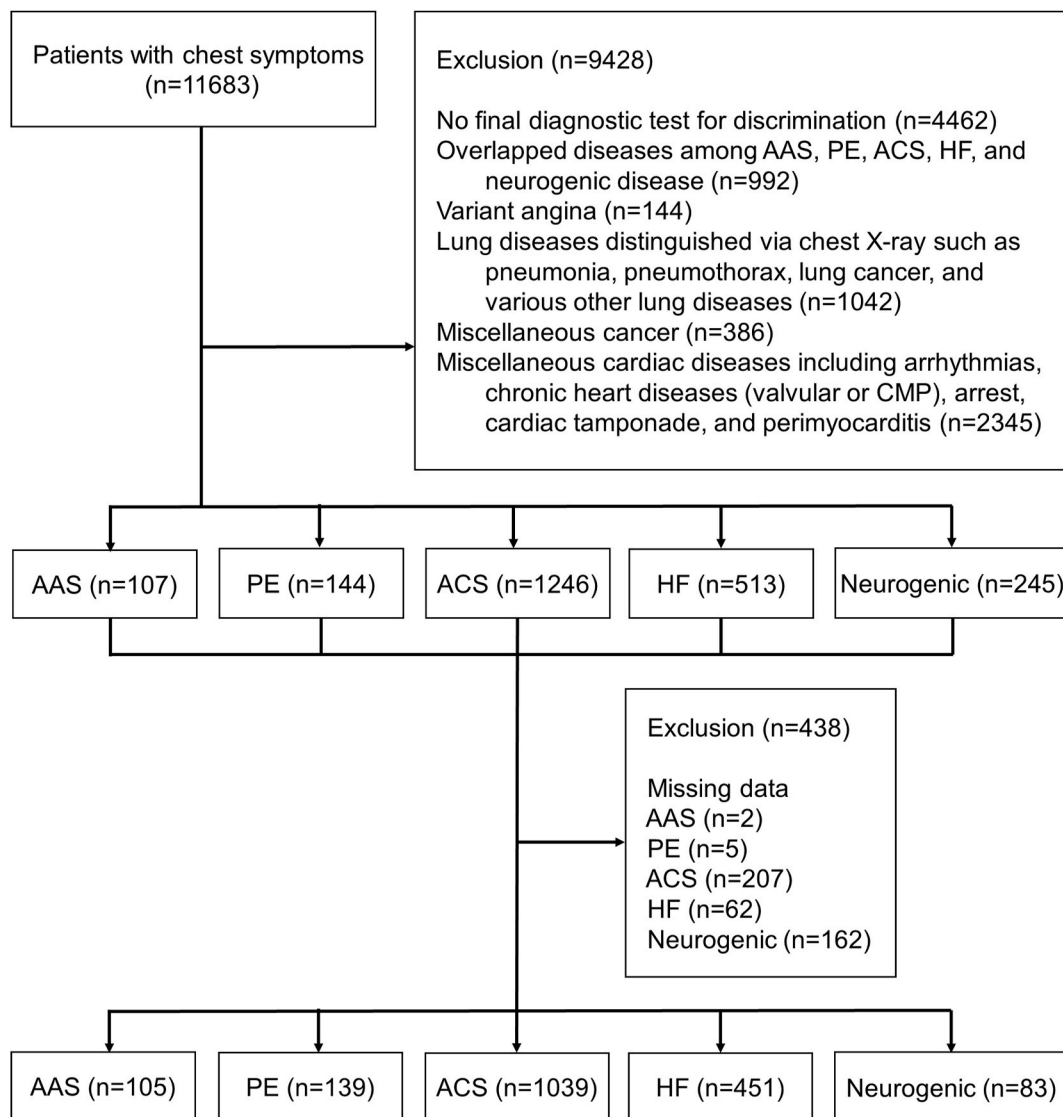 Patients with chest symptoms
(n=11683)
Exclusion (n=9428)
No final diagnostic test for discrimination (n=4462)
Overlapped diseases among AAS, PE, ACS, HF, and
neurogenic disease (n=992)
Variant angina (n=144)
Lung diseases distinguished via chest X-ray such as
pneumonia, pneumothorax, lung cancer, and
various other lung diseases (n=1042)
Miscellaneous cancer (n=386)
Miscellaneous cardiac diseases including arrhythmias,
chronic heart diseases (valvular or CMP), arrest,
cardiac tamponade, and perimyocarditis (n=2345)
AAS (n=107)
PE (n=144)
ACS (n=1246)
HF (n=513)
Neurogenic (n=245)
Exclusion (n=438)
Missing data
AAS (n=2)
PE (n=5)
ACS (n=207)
HF (n=62)
Neurogenic (n=162)
AAS (n=105)
PE (n=139)
ACS (n=1039)
HF (n=451)
Neurogenic (n=83)